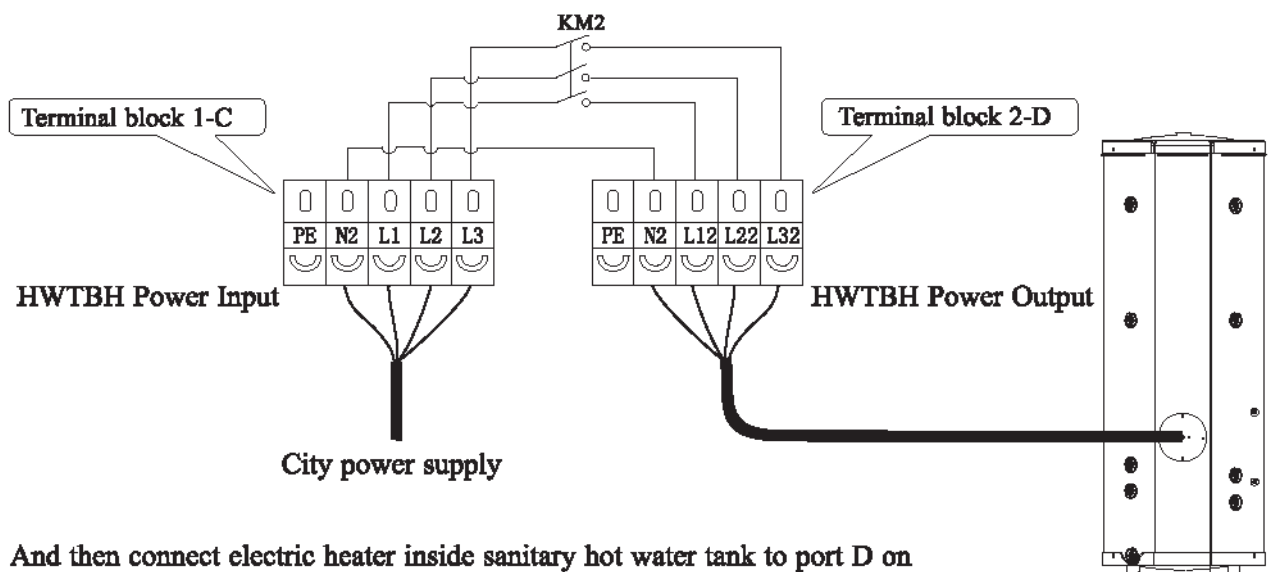 KM2
Terminal block 1-C
Terminal block 2-D
PE N2 L1 L2 L3
PE N2 L12 L22 L32
HWTBH Power Input
HWTBH Power Output
City power supply
And then connect electric heater inside sanitary hot water tank to port D on